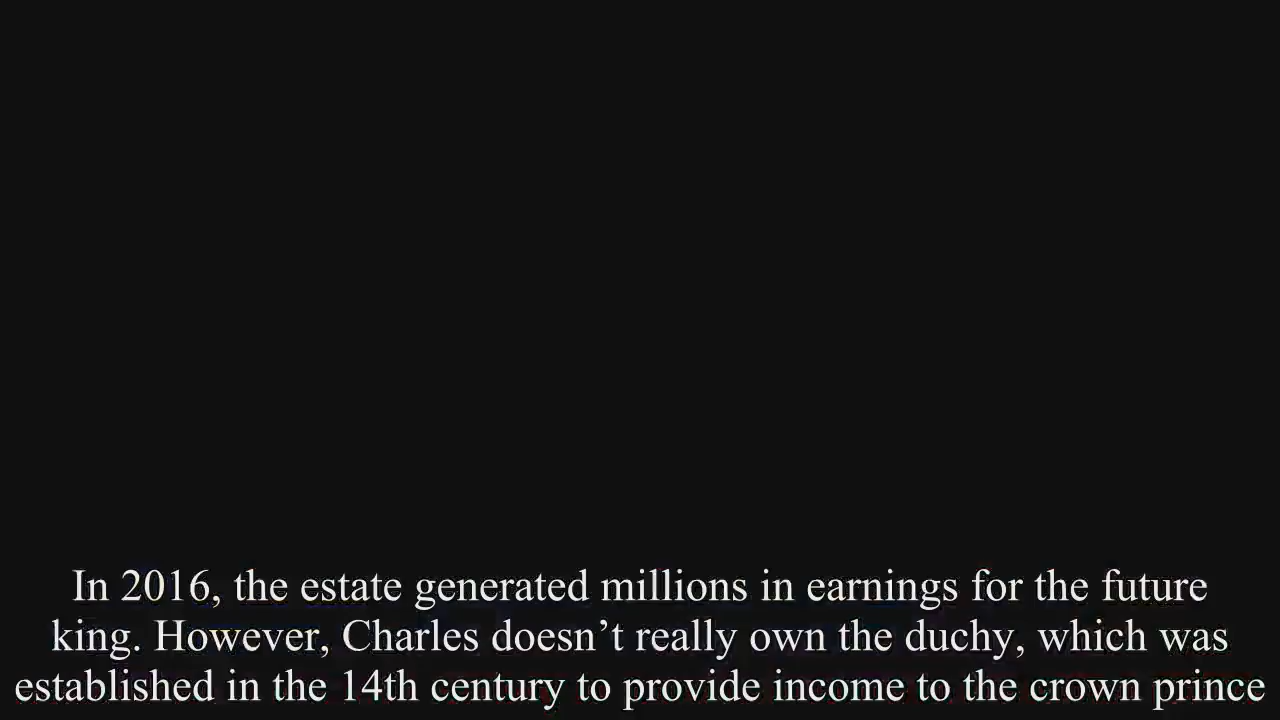 In 2016, the estate generated millions in earnings for the future
king. However, Charles doesn’t really own the duchy, which was
established in the 14th century to provide income to the crown prince